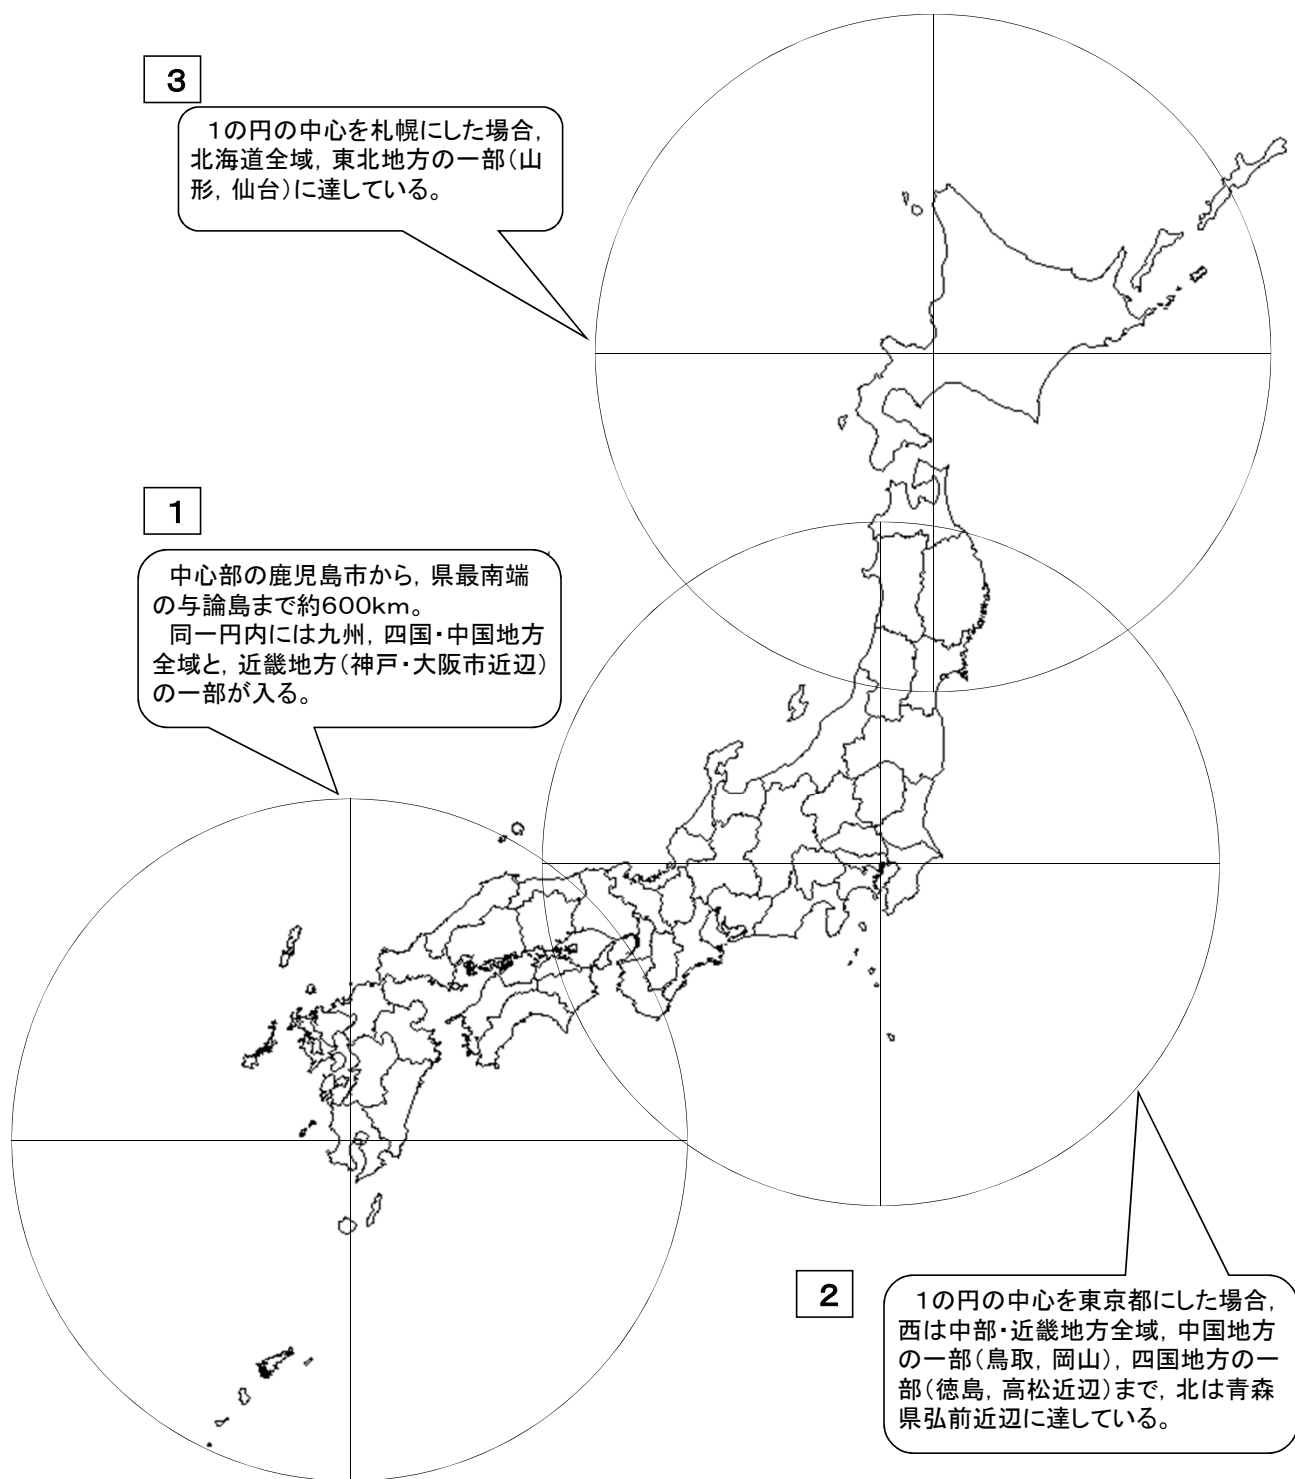 ３
１の円の中心を札幌にした場合，
北海道全域，東北地方の一部（山
形，仙台）に達している。
１
中心部の鹿児島市から，県最南端
の与論島まで約６００ｋｍ。
同一円内には九州，四国・中国地方
全域と，近畿地方（神戸・大阪市近辺）
の一部が入る。
２
１の円の中心を東京都にした場合，
西は中部・近畿地方全域，中国地方
の一部（鳥取，岡山），四国地方の一
部（徳島，高松近辺）まで，北は青森
県弘前近辺に達している。